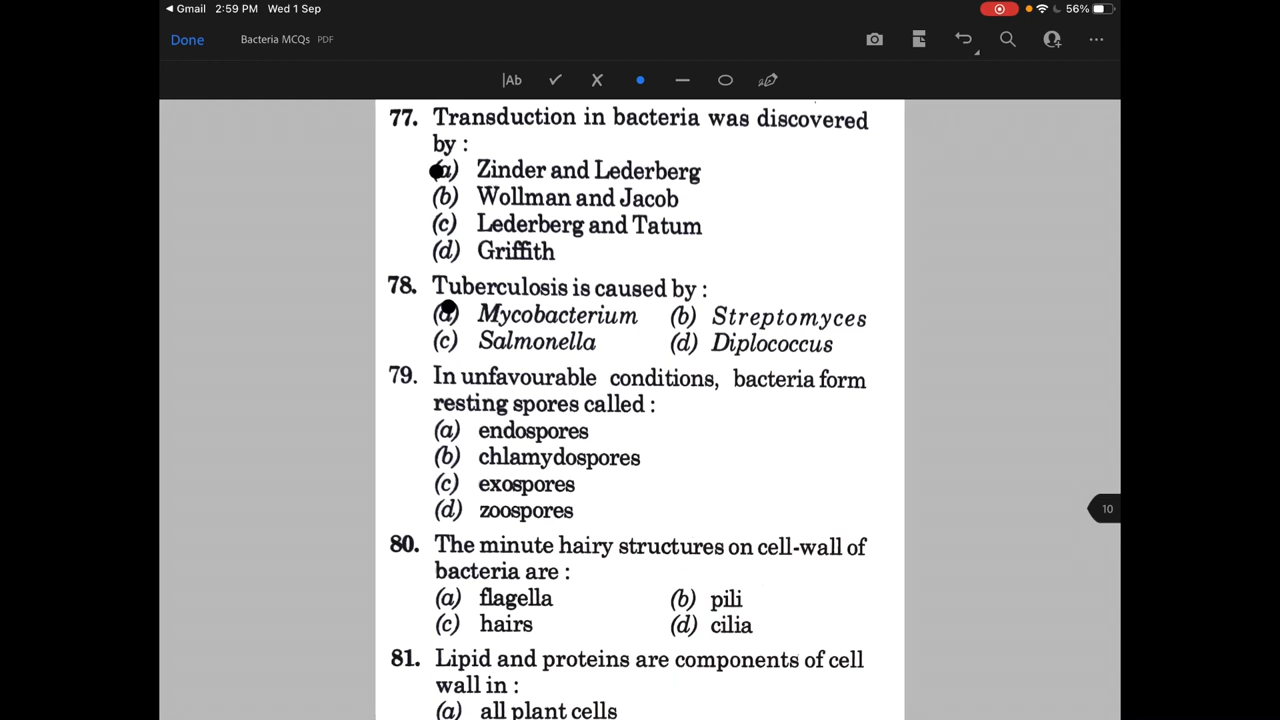 ◀ Gmail 2:59 PM Wed 1 Sep 56%
Done Bacteria MCQs PDF
|Ab
77. Transduction in bacteria was discovered
by :
(a) Zinder and Lederberg
(b) Wollman and Jacob
(c) Lederberg and Tatum
(d) Griffith
78. Tuberculosis is caused by :
(a) Mycobacterium (b) Streptomyces
(c) Salmonella (d) Diplococcus
79. In unfavourable conditions, bacteria form
resting spores called :
(a) endospores
(b) chlamydospores
(c) exospores
(d) zoospores
10
80. The minute hairy structures on cell-wall of
bacteria are :
(a) flagella (b) pili
(c) hairs (d) cilia
81. Lipid and proteins are components of cell
wall in :
(a) all plant cells